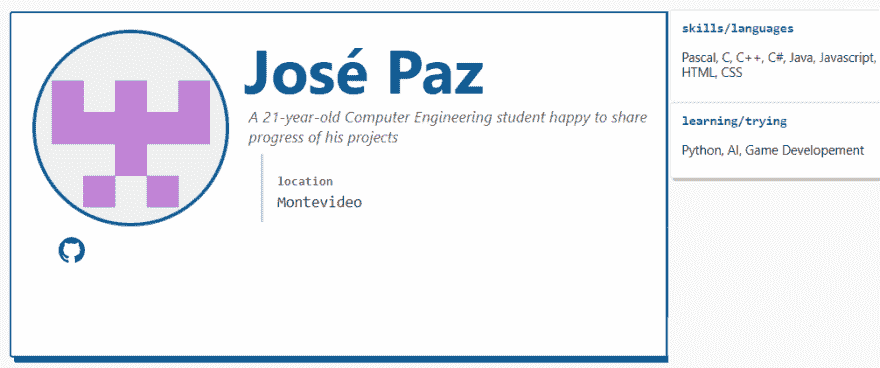 José Paz
A 21-year-old Computer Engineering student happy to share
progress of his projects
location
Montevideo
skills/languages
Pascal, C, C++, C#, Java, Javascript,
HTML, CSS
learning/trying
Python, AI, Game Developement